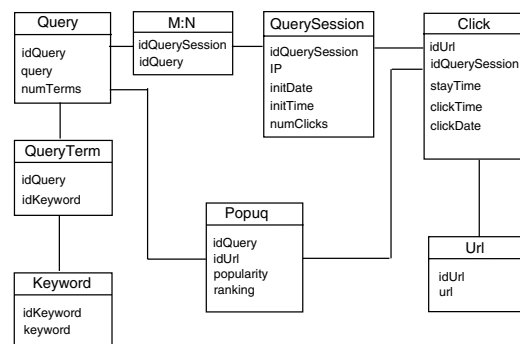 Query
idQuery
query
numTerms
M:N
idQuerySession
idQuery
QuerySession
idQuerySession
IP
initDate
initTime
numClicks
Click
idUrl
idQuerySession
stayTime
clickTime
clickDate
QueryTerm
idQuery
idKeyword
Popuq
idQuery
idUrl
popularity
ranking
Url
idUrl
url
Keyword
idKeyword
keyword